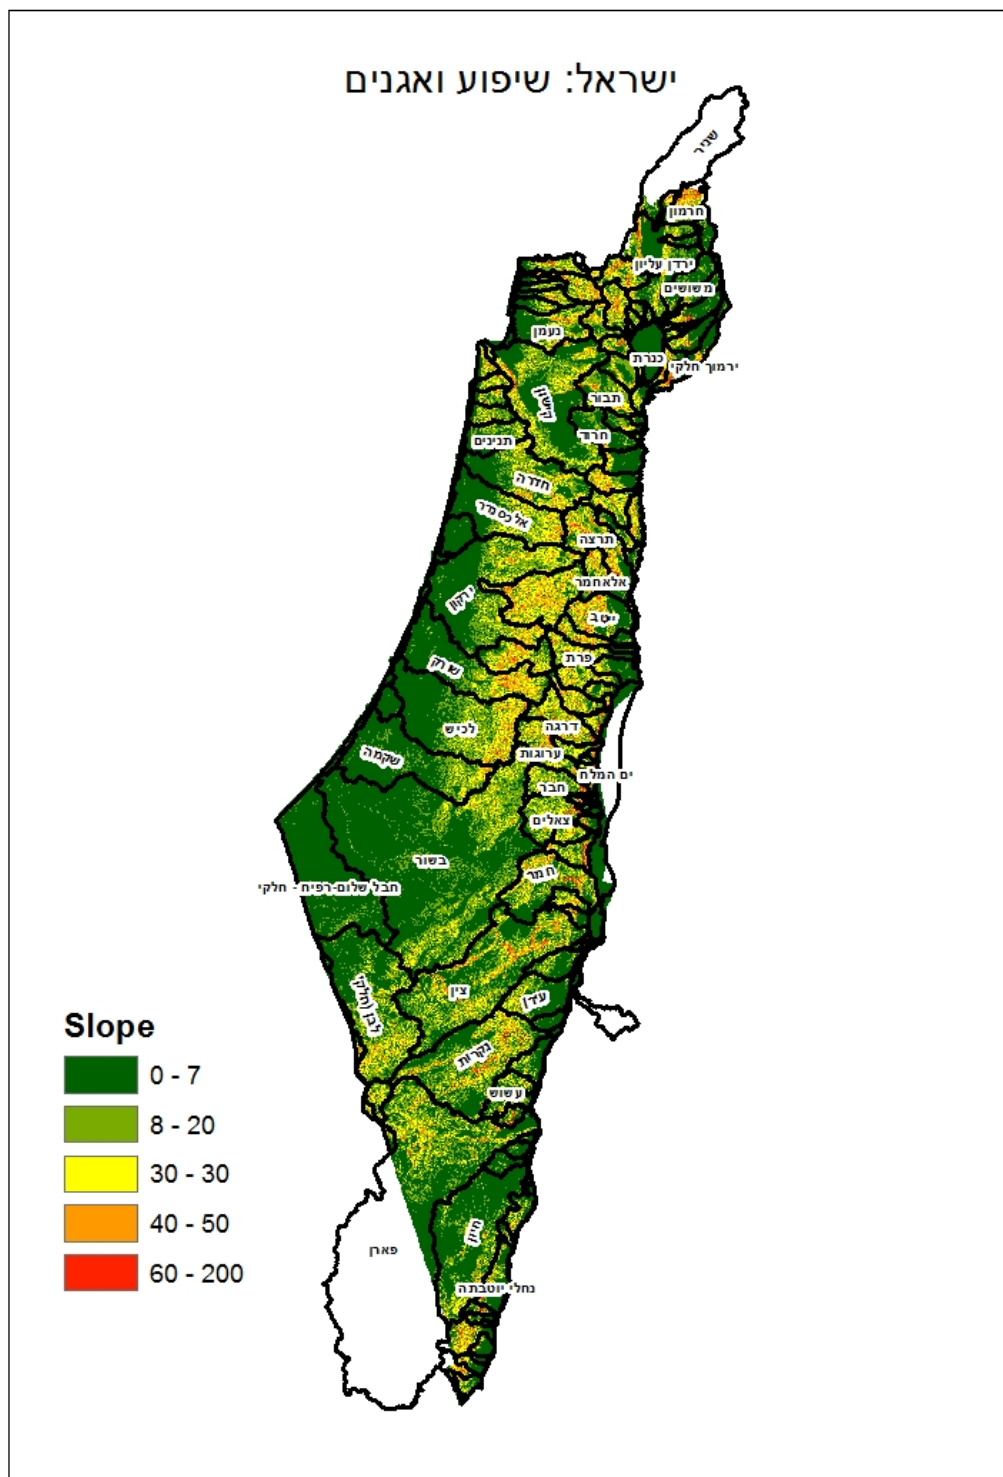 ישראל: שיפוע ואגנים
שניר
חרמון
ירדן עליון
משושים
נעמן
כנרת
ירמוך חלקי
תבור
קישון
חרוד
תנינים
חדרה
אלכסנדר
תרצה
אלאחמר
ירקון
ייטב
פרת
שורק
דרגה
לכיש
ערוגות
שקמה
ים המלח
חבר
צאלים
בשור
חמר
חבל שלום-רפיח - חלקי
צין
עידן
לבן (חלקי
נקרות
עשוש
חיון
פארן
נחלי יוטבתה
Slope
0 - 7
8 - 20
30 - 30
40 - 50
60 - 200